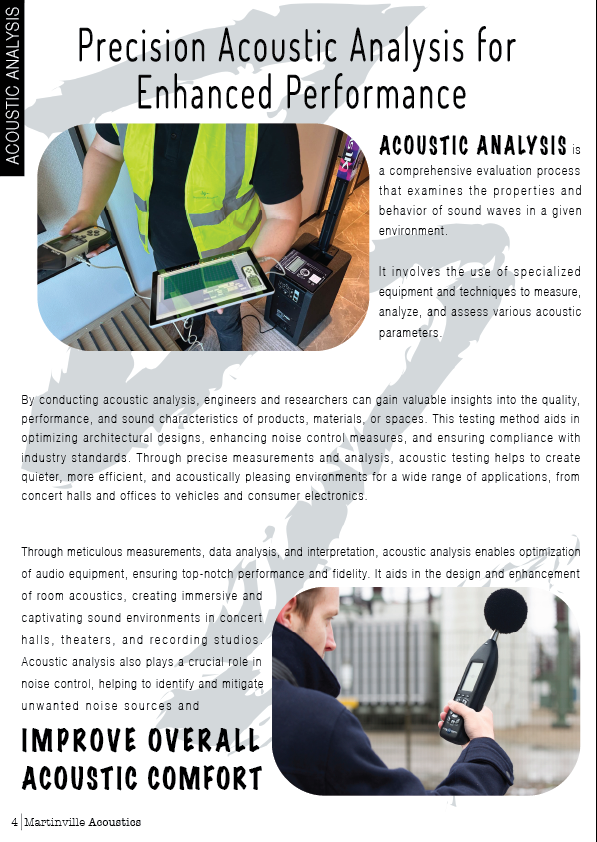 ACOUSTIC ANALYSIS
Precision Acoustic Analysis for
Enhanced Performance
ACOUSTIC ANALYSIS is
a comprehensive evaluation process
that examines the properties and
behavior of sound waves in a given
environment.
It involves the use of specialized
equipment and techniques to measure,
analyze, and assess various acoustic
parameters.
By conducting acoustic analysis, engineers and researchers can gain valuable insights into the quality,
performance, and sound characteristics of products, materials, or spaces. This testing method aids in
optimizing architectural designs, enhancing noise control measures, and ensuring compliance with
industry standards. Through precise measurements and analysis, acoustic testing helps to create
quieter, more efficient, and acoustically pleasing environments for a wide range of applications, from
concert halls and offices to vehicles and consumer electronics.
Through meticulous measurements, data analysis, and interpretation, acoustic analysis enables optimization
of audio equipment, ensuring top-notch performance and fidelity. It aids in the design and enhancement
of room acoustics, creating immersive and
captivating sound environments in concert
halls, theaters, and recording studios.
Acoustic analysis also plays a crucial role in
noise control, helping to identify and mitigate
unwanted noise sources and
IMPROVE OVERALL
ACOUSTIC COMFORT
4 Martinville Acoustics